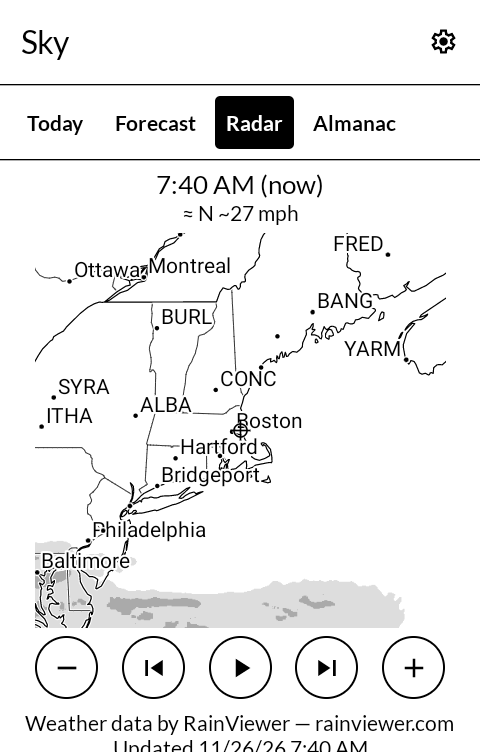 Sky
Today Forecast Radar Almanac
7:40 AM (now)
≈ N ~27 mph
FRED
Ottawa Montreal
BANG
BURL
YARM
CONC
SYRA
ALBA
ITHA
Boston
Hartford
Bridgeport
Philadelphia
Baltimore
Weather data by RainViewer — rainviewer.com
Updated 11/26/26 7:40 AM